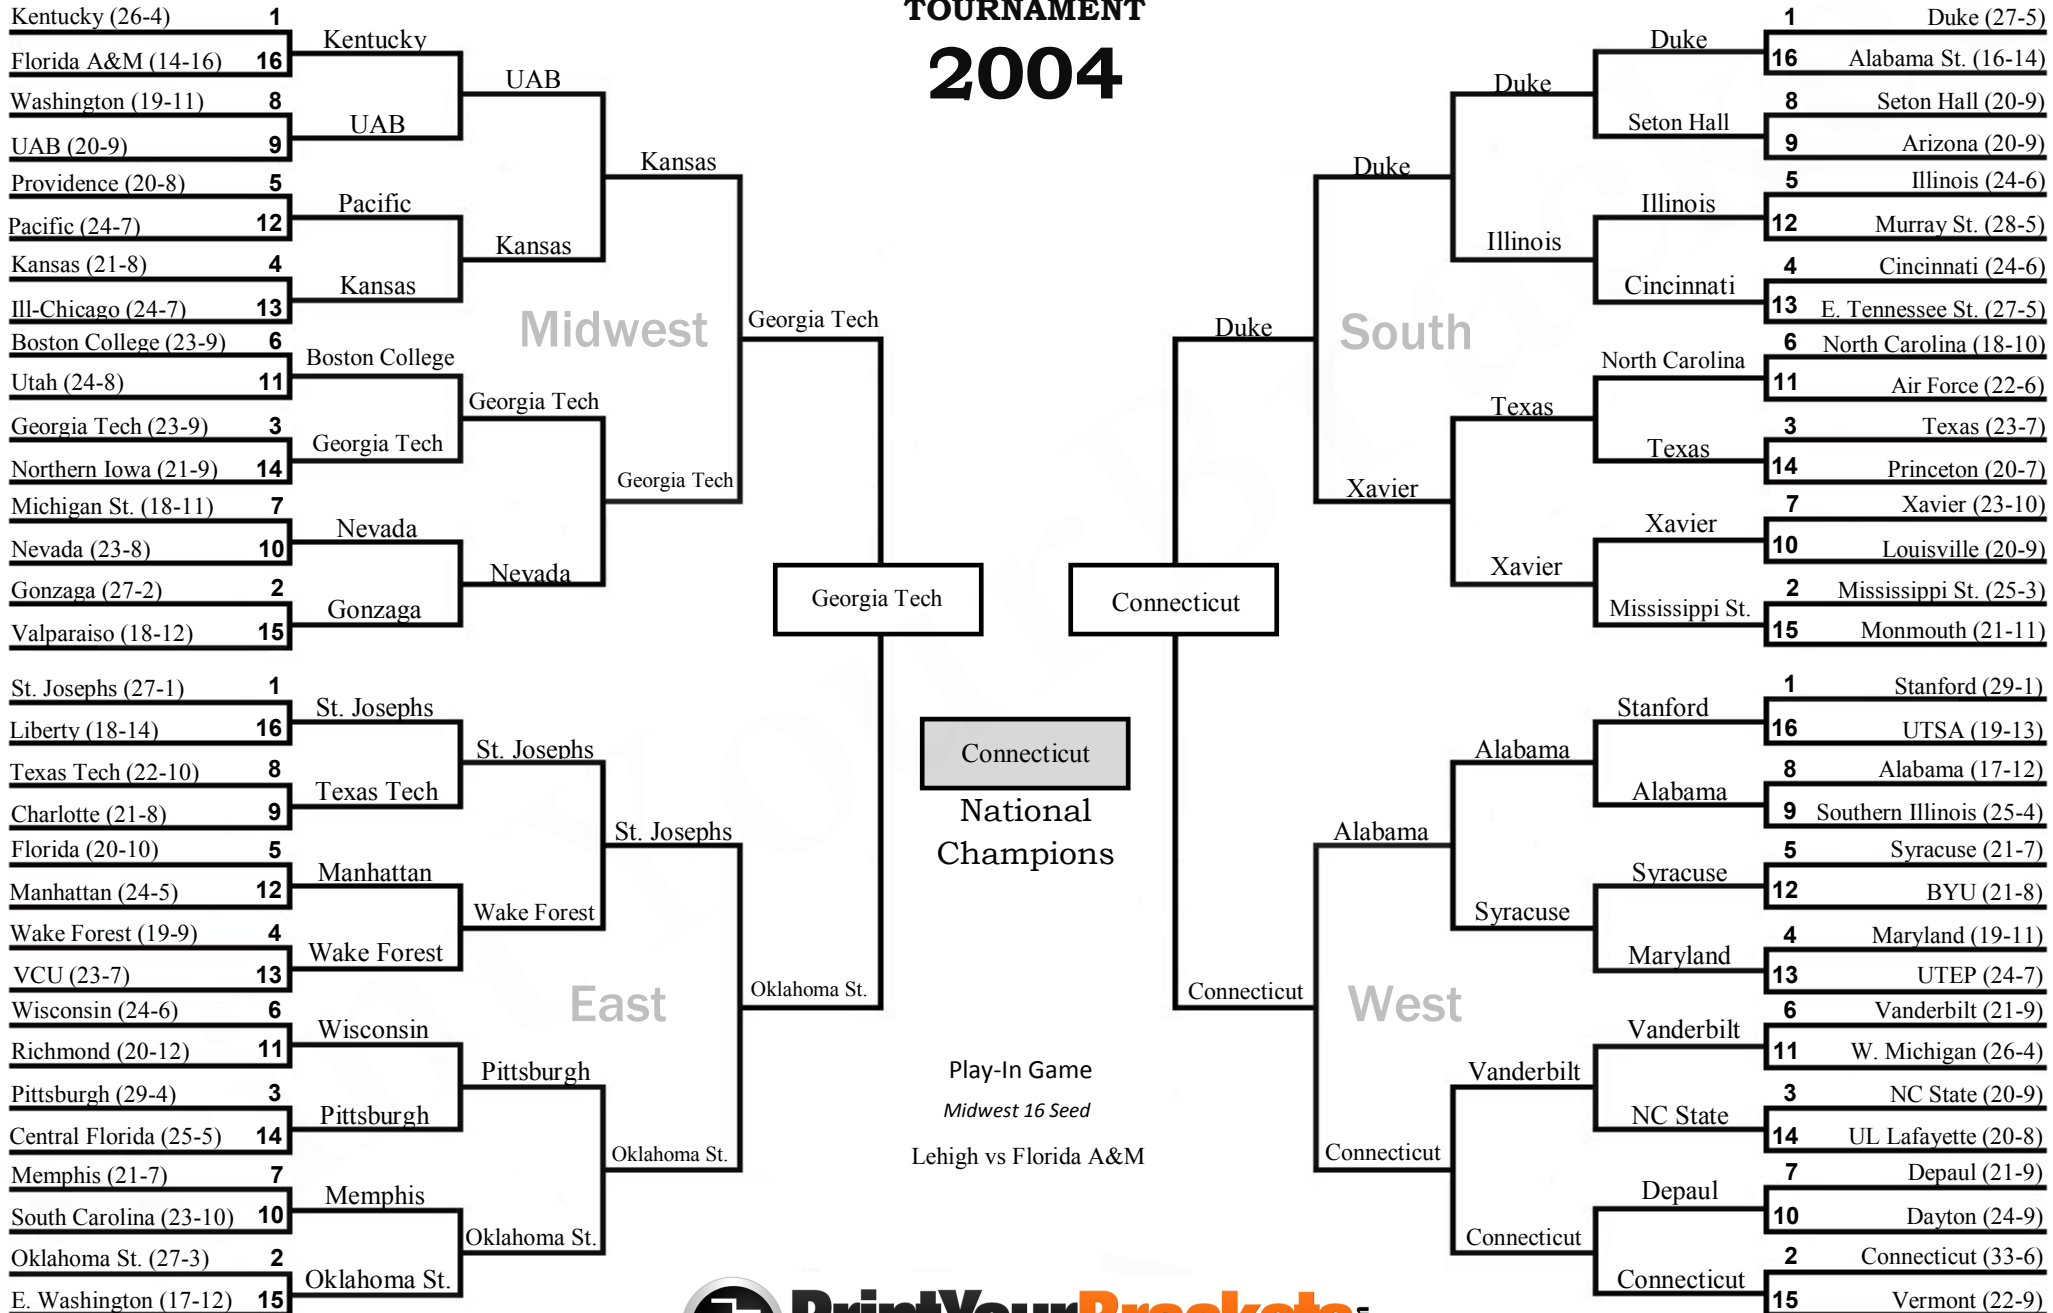 TOURNAMENT
2004
Kentucky (26-4) 1
Florida A&M (14-16) 16
Washington (19-11) 8
UAB (20-9) 9
Providence (20-8) 5
Pacific (24-7) 12
Kansas (21-8) 4
Ill-Chicago (24-7) 13
Boston College (23-9) 6
Utah (24-8) 11
Georgia Tech (23-9) 3
Northern Iowa (21-9) 14
Michigan St. (18-11) 7
Nevada (23-8) 10
Gonzaga (27-2) 2
Valparaiso (18-12) 15
Kentucky
UAB
Pacific
Kansas
Boston College
Georgia Tech
Nevada
Gonzaga
UAB
Kansas
Georgia Tech
Nevada
Kansas
Georgia Tech
Midwest
Georgia Tech
St. Josephs (27-1) 1
Liberty (18-14) 16
Texas Tech (22-10) 8
Charlotte (21-8) 9
Florida (20-10) 5
Manhattan (24-5) 12
Wake Forest (19-9) 4
VCU (23-7) 13
Wisconsin (24-6) 6
Richmond (20-12) 11
Pittsburgh (29-4) 3
Central Florida (25-5) 14
Memphis (21-7) 7
South Carolina (23-10) 10
Oklahoma St. (27-3) 2
E. Washington (17-12) 15
St. Josephs
Texas Tech
Manhattan
Wake Forest
Wisconsin
Pittsburgh
Memphis
Oklahoma St.
St. Josephs
Wake Forest
Pittsburgh
Oklahoma St.
St. Josephs
Oklahoma St.
East
Oklahoma St.
Georgia Tech
Connecticut
Connecticut
National
Champions
Play-In Game
Midwest 16 Seed
Lehigh vs Florida A&M
Duke
South
Duke
Xavier
Duke
Illinois
Texas
Xavier
Duke
Seton Hall
Illinois
Cincinnati
North Carolina
Texas
Xavier
Mississippi St.
1 Duke (27-5)
16 Alabama St. (16-14)
8 Seton Hall (20-9)
9 Arizona (20-9)
5 Illinois (24-6)
12 Murray St. (28-5)
4 Cincinnati (24-6)
13 E. Tennessee St. (27-5)
6 North Carolina (18-10)
11 Air Force (22-6)
3 Texas (23-7)
14 Princeton (20-7)
7 Xavier (23-10)
10 Louisville (20-9)
2 Mississippi St. (25-3)
15 Monmouth (21-11)
Connecticut
West
Alabama
Connecticut
Alabama
Syracuse
Vanderbilt
Connecticut
Stanford
Alabama
Syracuse
Maryland
Vanderbilt
NC State
Depaul
Connecticut
1 Stanford (29-1)
16 UTSA (19-13)
8 Alabama (17-12)
9 Southern Illinois (25-4)
5 Syracuse (21-7)
12 BYU (21-8)
4 Maryland (19-11)
13 UTEP (24-7)
6 Vanderbilt (21-9)
11 W. Michigan (26-4)
3 NC State (20-9)
14 UL Lafayette (20-8)
7 Depaul (21-9)
10 Dayton (24-9)
2 Connecticut (33-6)
15 Vermont (22-9)
PrintYourBrackets